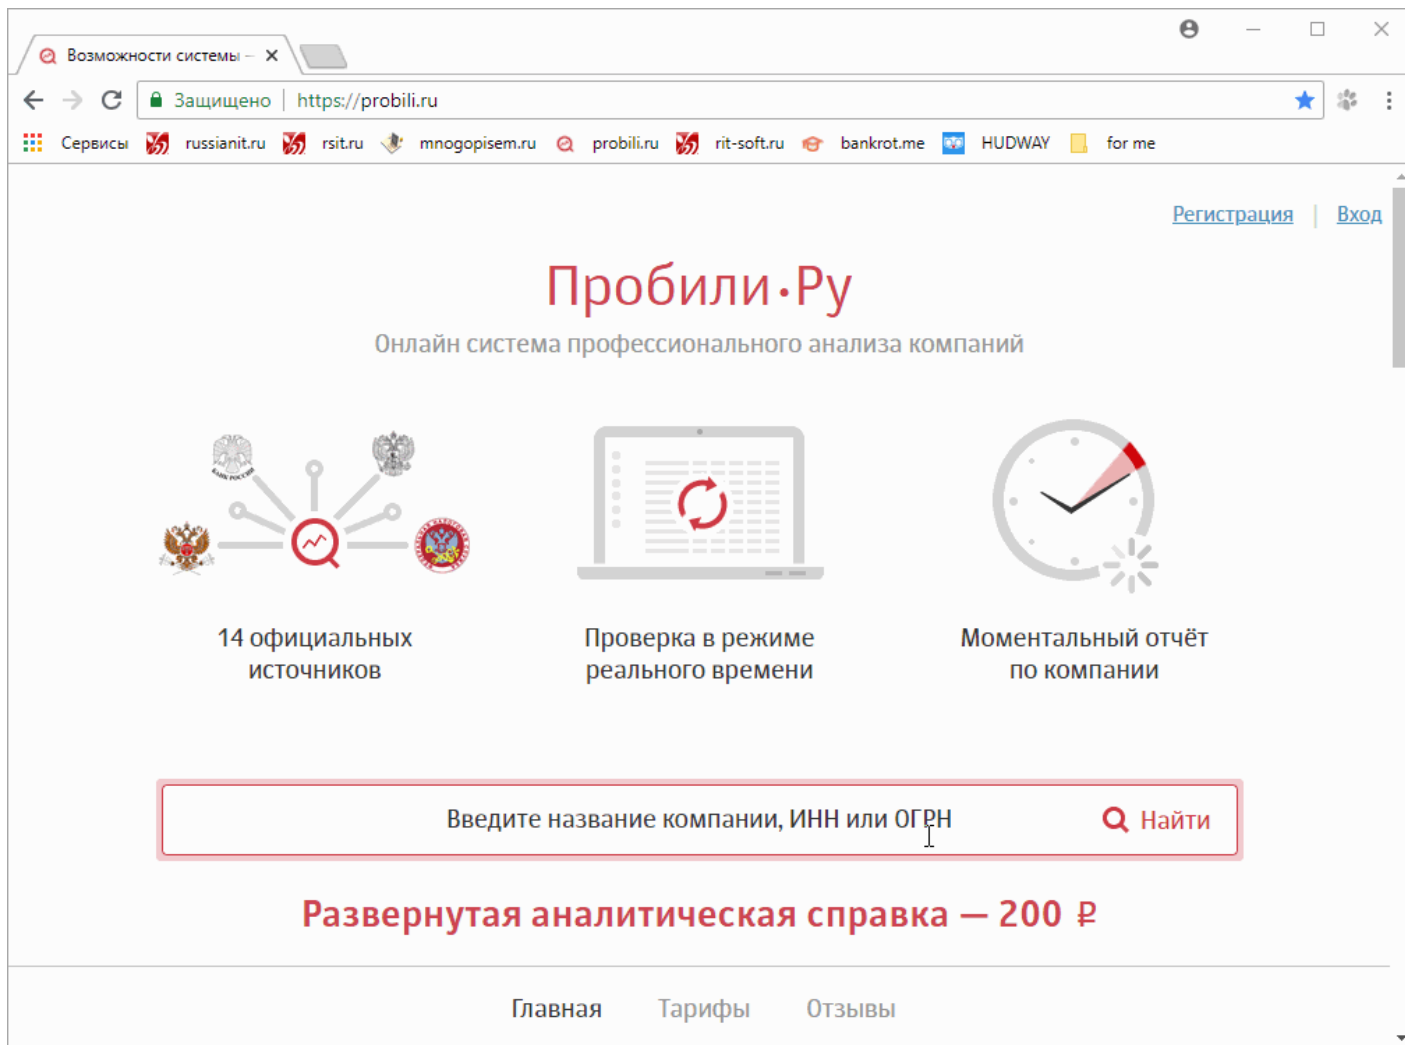 Возможности системы –
Защищено https://probili.ru
Сервисы russianit.ru rsit.ru mnogopisem.ru probili.ru rit-soft.ru bankrot.me HUDWAY for me
Регистрация | Вход
Пробили•Ру
Онлайн система профессионального анализа компаний
БАНК РОССИИ
14 официальных
источников
Проверка в режиме
реального времени
Моментальный отчёт
по компании
Введите название компании, ИНН или ОГРН
Найти
Развернутая аналитическая справка — 200 ₽
Главная Тарифы Отзывы